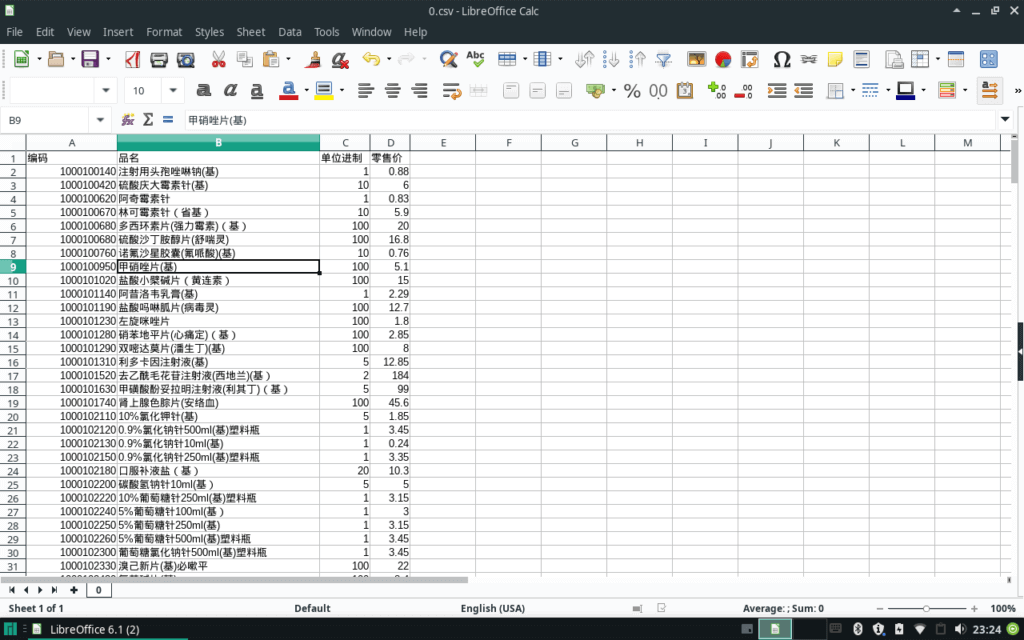 0.csv - LibreOffice Calc
File Edit View Insert Format Styles Sheet Data Tools Window Help
10
B9 甲硝唑片(基)
A B C D E F G H I J K L M
1 编码 品名 单位进制 零售价
2 1000100140 注射用头孢唑啉钠(基) 1 0.88
3 1000100420 硫酸庆大霉素针(基) 10 6
4 1000100620 阿奇霉素针 1 0.83
5 1000100670 林可霉素针（省基） 10 5.9
6 1000100680 多西环素片(强力霉素)（基） 100 20
7 1000100680 硫酸沙丁胺醇片(舒喘灵) 100 16.8
8 1000100760 诺氟沙星胶囊(氟哌酸)(基) 10 0.76
9 1000100950 甲硝唑片(基) 100 5.1
10 1000101020 盐酸小檗碱片（黄连素） 100 15
11 1000101140 阿昔洛韦乳膏(基) 1 2.29
12 1000101190 盐酸吗啉胍片(病毒灵) 100 12.7
13 1000101230 左旋咪唑片 100 1.8
14 1000101280 硝苯地平片(心痛定)（基） 100 2.85
15 1000101290 双嘧达莫片(潘生丁)(基) 100 8
16 1000101310 利多卡因注射液(基) 5 12.85
17 1000101520 去乙酰毛花苷注射液(西地兰)(基） 2 184
18 1000101630 甲磺酸酚妥拉明注射液(利其丁)（基） 5 99
19 1000101740 肾上腺色腙片(安络血) 100 45.6
20 1000102110 10%氯化钾针(基) 5 1.85
21 1000102120 0.9%氯化钠针500ml(基)塑料瓶 1 3.45
22 1000102130 0.9%氯化钠针10ml(基) 1 0.24
23 1000102150 0.9%氯化钠针250ml(基)塑料瓶 1 3.35
24 1000102180 口服补液盐（基） 20 10.3
25 1000102200 碳酸氢钠针10ml(基） 5 5
26 1000102220 10%葡萄糖针250ml(基)塑料瓶 1 3.15
27 1000102240 5%葡萄糖针100ml(基） 1 3
28 1000102250 5%葡萄糖针250ml(基) 1 3.15
29 1000102260 5%葡萄糖针500ml(基)塑料瓶 1 3.45
30 1000102300 葡萄糖氯化钠针500ml(基)塑料瓶 1 3.45
31 1000102330 溴己新片(基)必嗽平 100 22
0
Sheet 1 of 1 Default English (USA) Average: ; Sum: 0 100%
LibreOffice 6.1 (2) 23:24